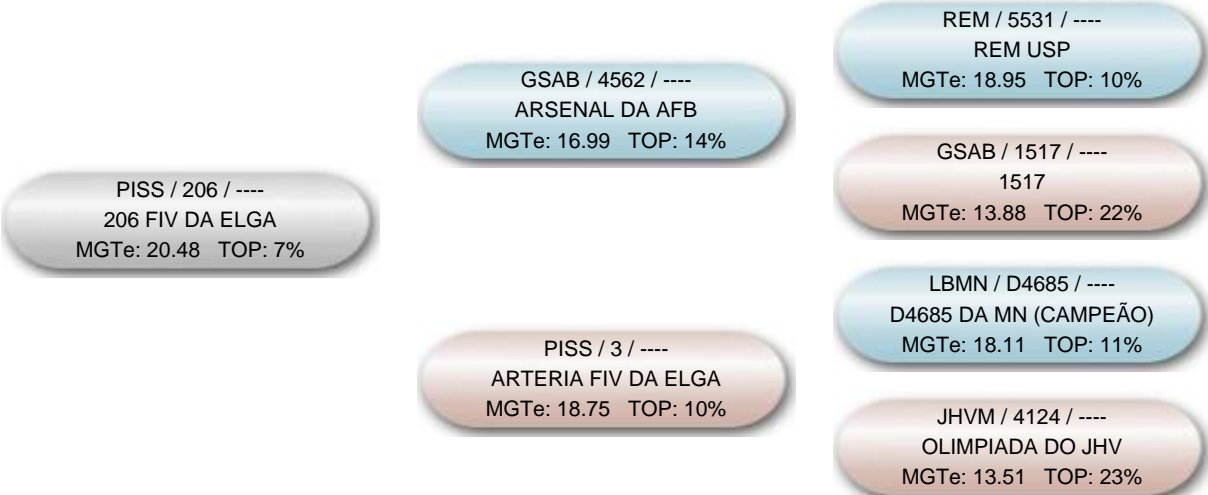 REM / 5531 / ----
REM USP
MGTe: 18.95 TOP: 10%
GSAB / 4562 / ----
ARSENAL DA AFB
MGTe: 16.99 TOP: 14%
GSAB / 1517 / ----
1517
MGTe: 13.88 TOP: 22%
PISS / 206 / ----
206 FIV DA ELGA
MGTe: 20.48 TOP: 7%
LBMN / D4685 / ----
D4685 DA MN (CAMPEÃO)
MGTe: 18.11 TOP: 11%
PISS / 3 / ----
ARTERIA FIV DA ELGA
MGTe: 18.75 TOP: 10%
JHVM / 4124 / ----
OLIMPIADA DO JHV
MGTe: 13.51 TOP: 23%